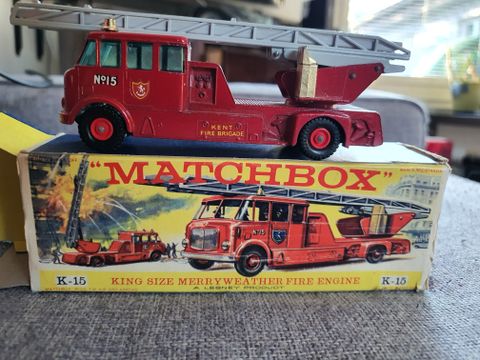 Nº15
KENT
FIRE BRIGADE
"MATCHBOX"
Nº15
K-15
KING SIZE MERRYWEATHER FIRE ENGINE
K-15
A LESNEY PRODUCT